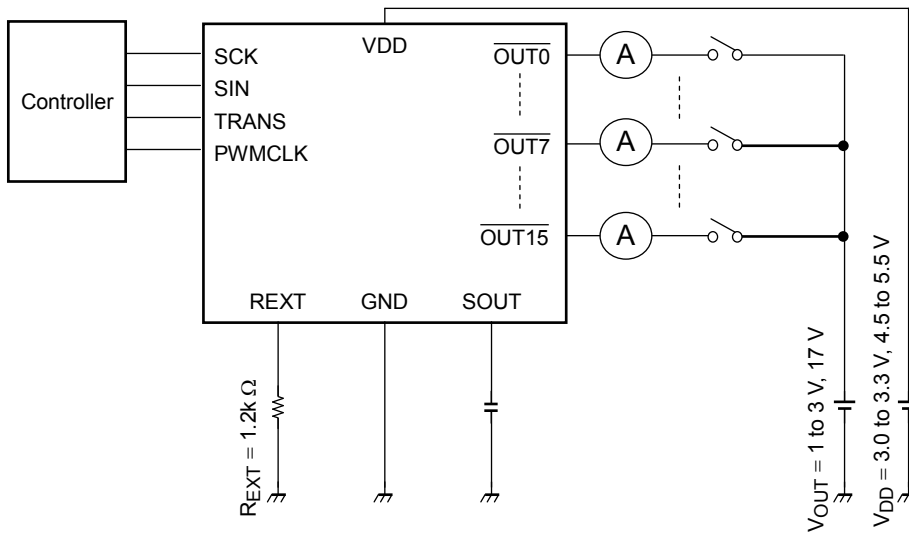 Controller
SCK
SIN
TRANS
PWMCLK
VDD
OUT0
OUT7
OUT15
A
A
A
REXT
GND
SOUT
REXT = 1.2k Ω
VOUT = 1 to 3 V, 17 V
VDD = 3.0 to 3.3 V, 4.5 to 5.5 V